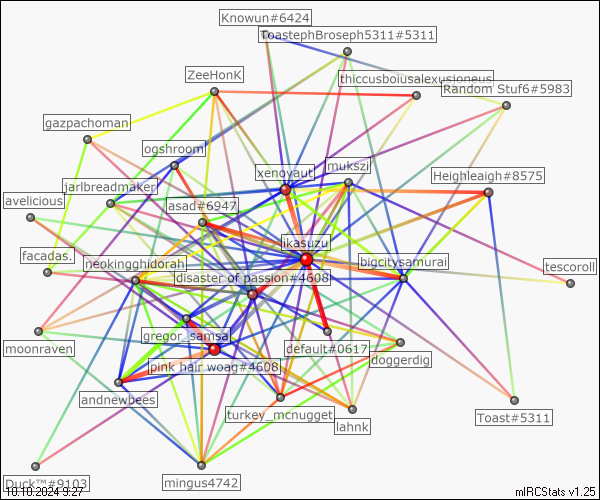 Knowun#6424
ToastephBroseph5311#5311
ZeeHonK
thiccusboiusalexusioneus
Random Stuf6#5983
gazpachoman
ogshroom
xenoyaut
mukszi
Heighleaigh#8575
jarlbreadmaker
avelicious
asad#6947
ikasuzu
facadas.
neokingghidorah
bigcitysamurai
tescoroll
disaster of passion#4608
gregor_samsa
moonraven
default#0617
doggerdig
pink hair woag#4608
andnewbees
turkey_mcnugget
lahnk
Toast#5311
Duck™#9103
mingus4742
10.10.2024 9:27
mIRCStats v1.25